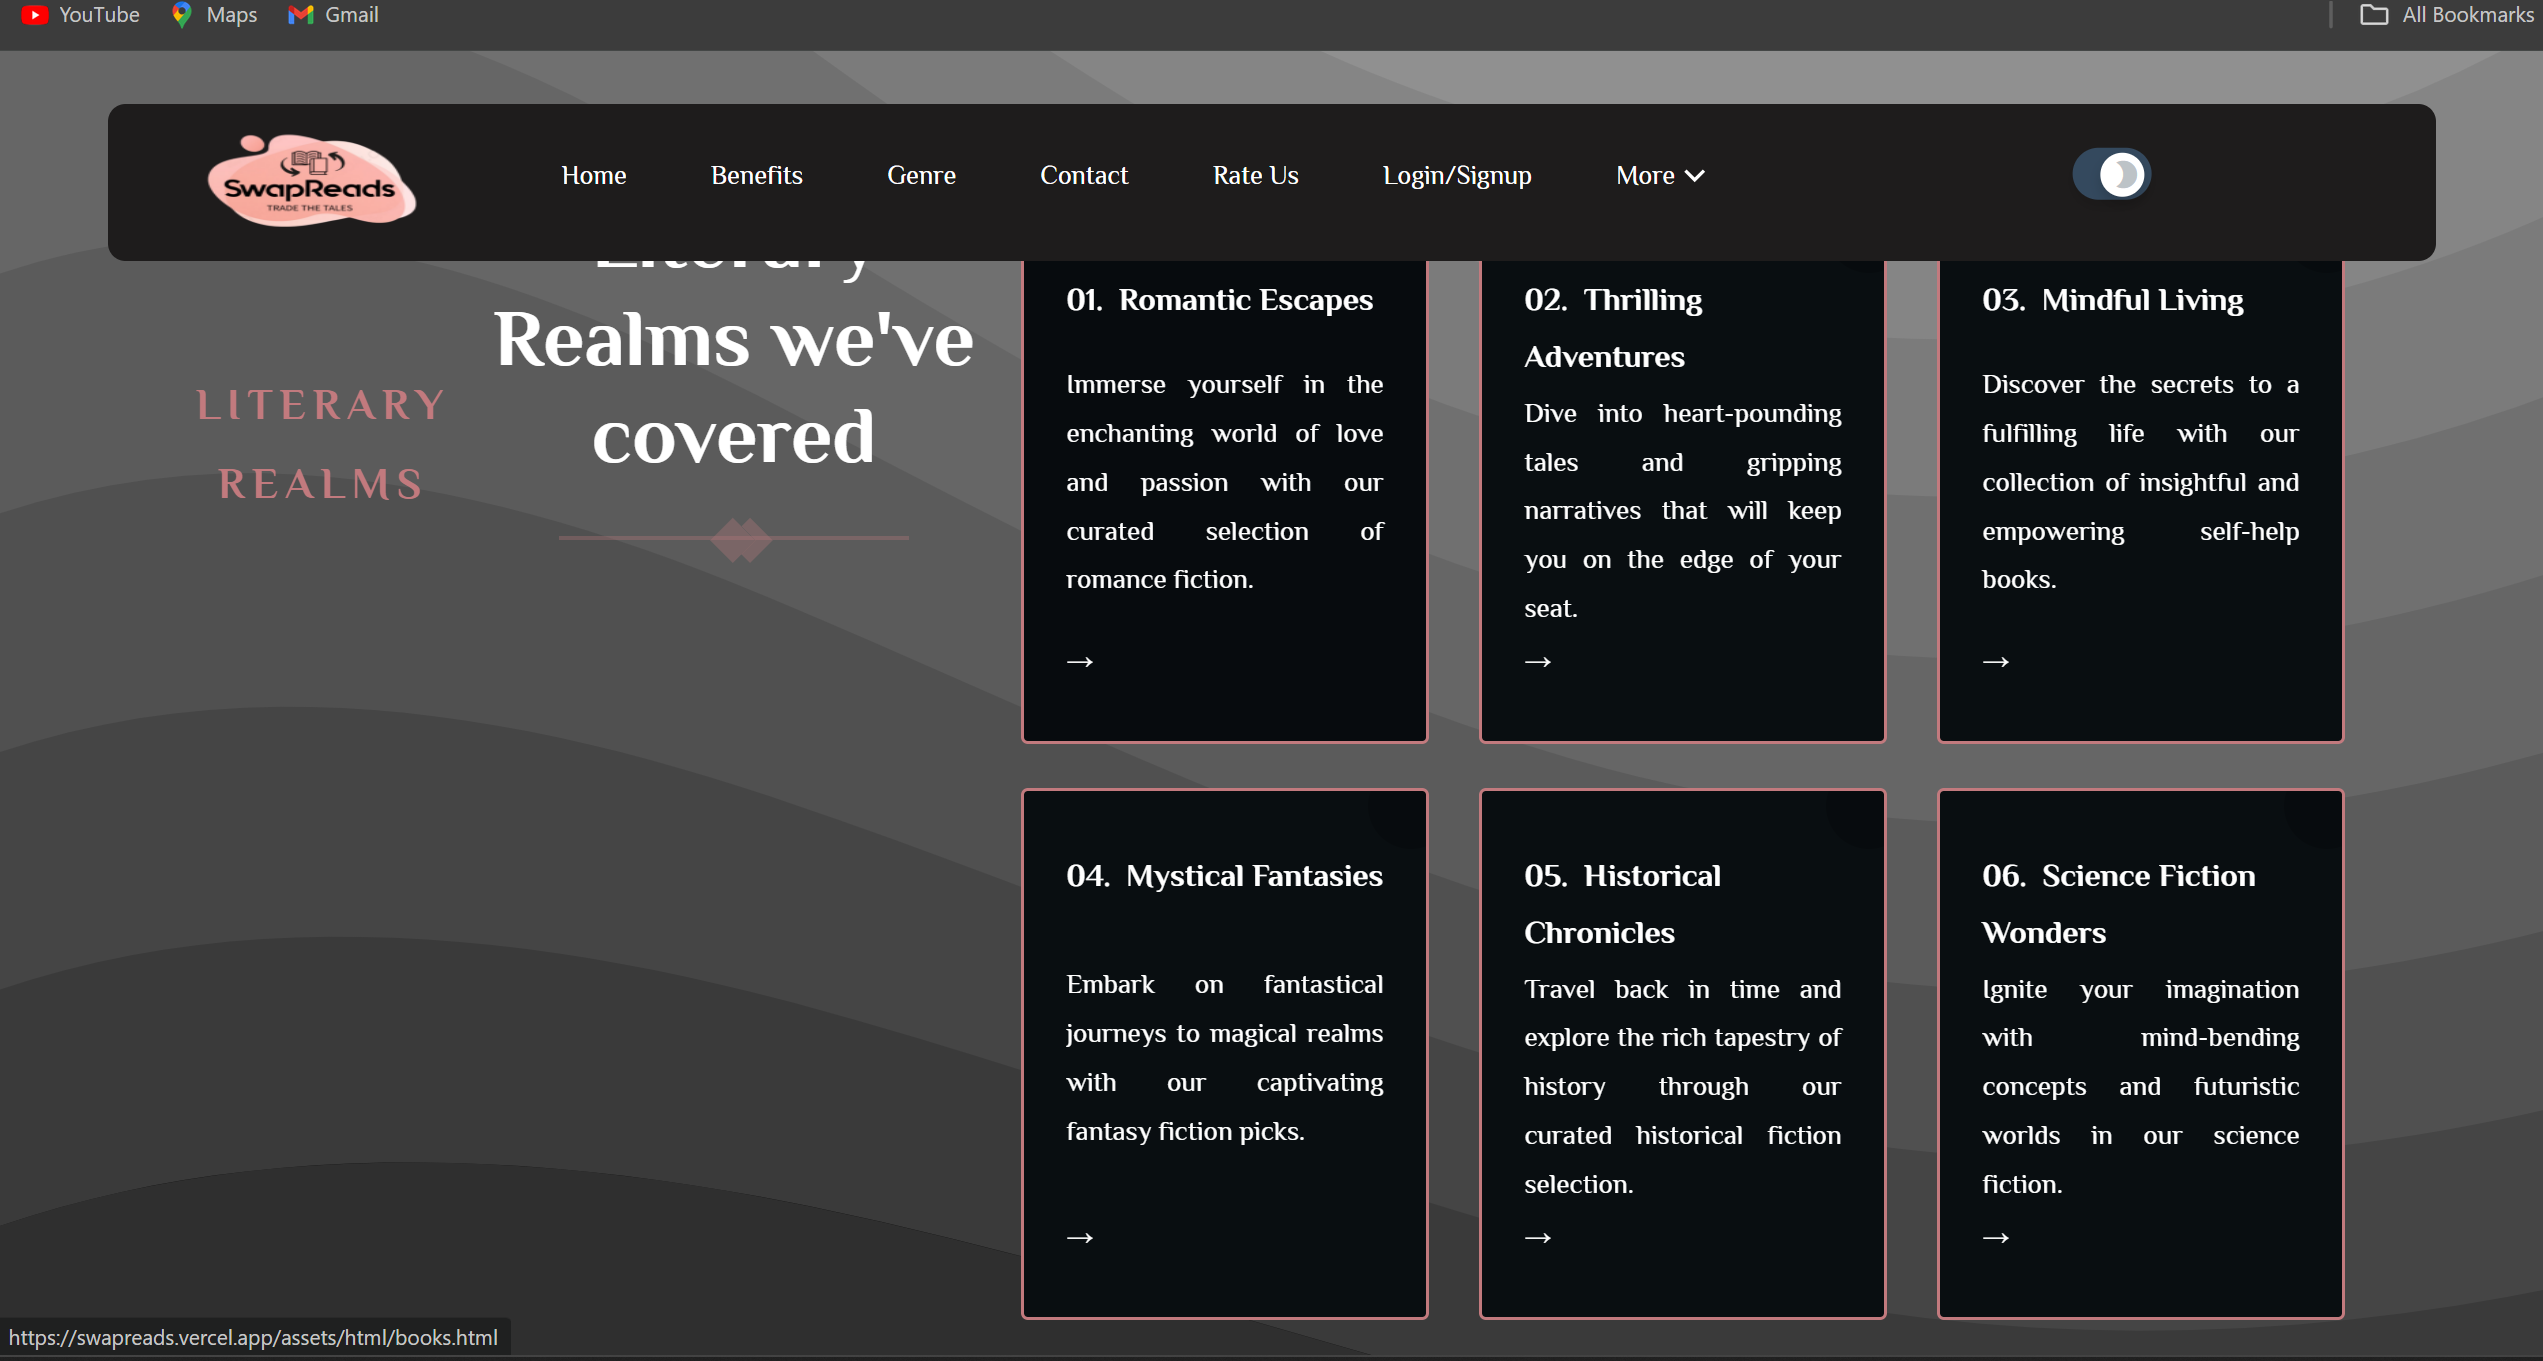 YouTube Maps Gmail All Bookmarks
SwapReads
TRADE THE TALES
Home Benefits Genre Contact Rate Us Login/Signup More
LITERARY
REALMS
Literary
Realms we've
covered
01. Romantic Escapes
Immerse yourself in the
enchanting world of love
and passion with our
curated selection of
romance fiction.
→
02. Thrilling
Adventures
Dive into heart-pounding
tales and gripping
narratives that will keep
you on the edge of your
seat.
→
03. Mindful Living
Discover the secrets to a
fulfilling life with our
collection of insightful and
empowering self-help
books.
→
04. Mystical Fantasies
Embark on fantastical
journeys to magical realms
with our captivating
fantasy fiction picks.
→
05. Historical
Chronicles
Travel back in time and
explore the rich tapestry of
history through our
curated historical fiction
selection.
→
06. Science Fiction
Wonders
Ignite your imagination
with mind-bending
concepts and futuristic
worlds in our science
fiction.
→
https://swapreads.vercel.app/assets/html/books.html